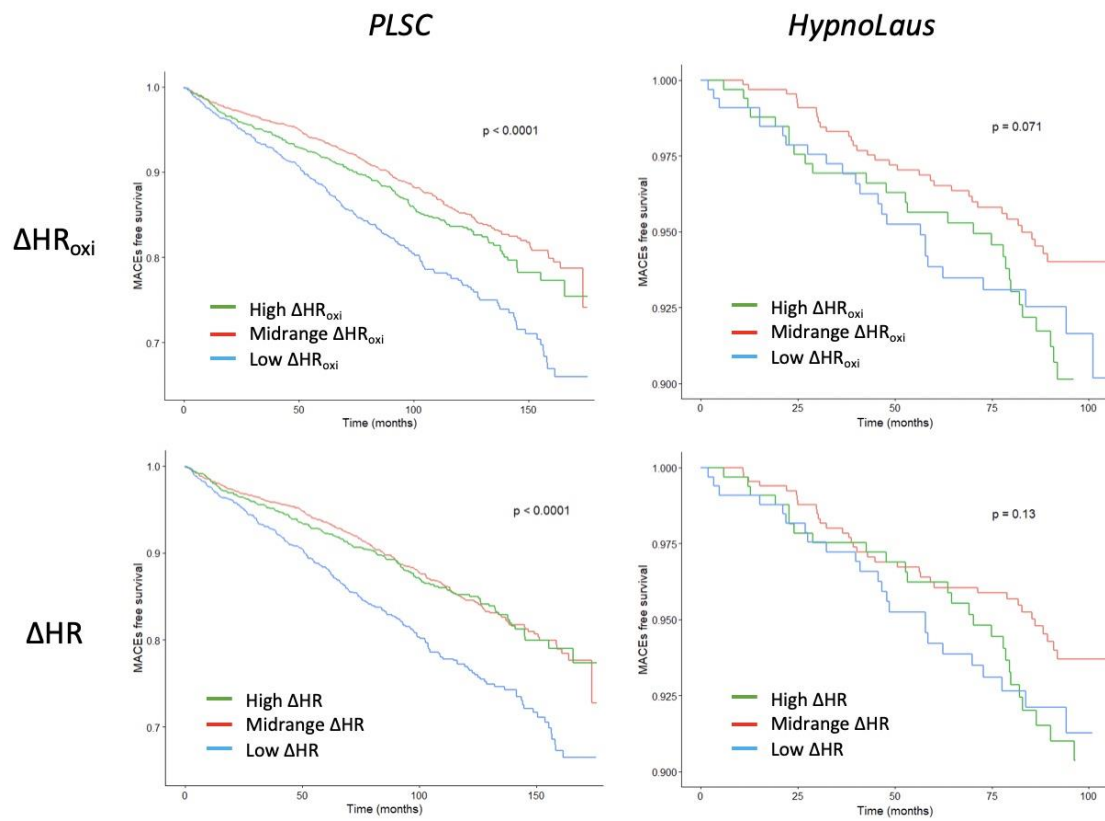 PLSC
HypnoLaus
ΔHRoxi
1.0
0.9
0.8
0.7
MACEs free survival
p < 0.0001
High ΔHRoxi
Midrange ΔHRoxi
Low ΔHRoxi
0 50 100 150
Time (months)
1.000
0.975
0.950
0.925
0.900
MACEs free survival
p = 0.071
High ΔHRoxi
Midrange ΔHRoxi
Low ΔHRoxi
0 25 50 75 100
Time (months)
ΔHR
1.0
0.9
0.8
0.7
MACEs free survival
p < 0.0001
High ΔHR
Midrange ΔHR
Low ΔHR
0 50 100 150
Time (months)
1.000
0.975
0.950
0.925
0.900
MACEs free survival
p = 0.13
High ΔHR
Midrange ΔHR
Low ΔHR
0 25 50 75 100
Time (months)